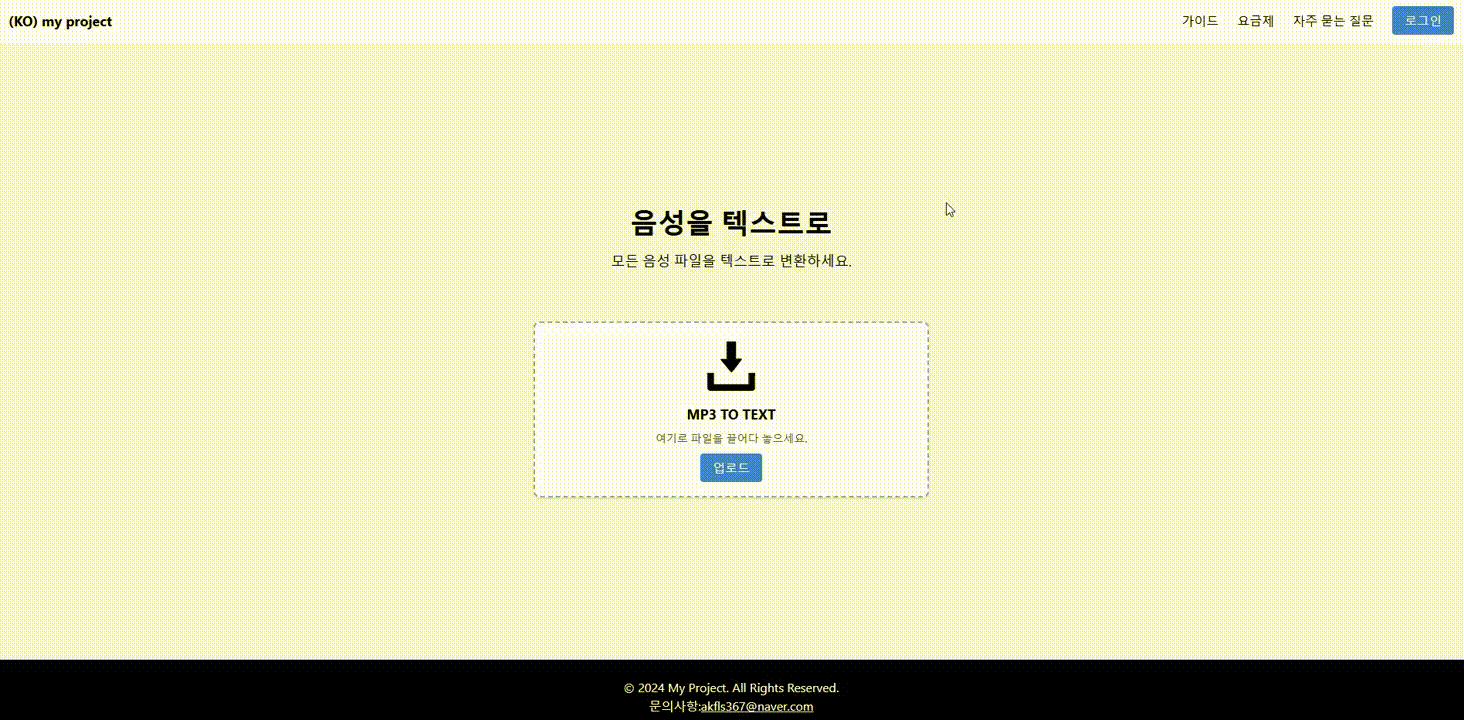 (KO) my project
가이드 요금제 자주 묻는 질문 로그인
음성을 텍스트로
모든 음성 파일을 텍스트로 변환하세요.
MP3 TO TEXT
여기로 파일을 끌어다 놓으세요.
업로드
© 2024 My Project. All Rights Reserved.
문의사항:akfls367@naver.com